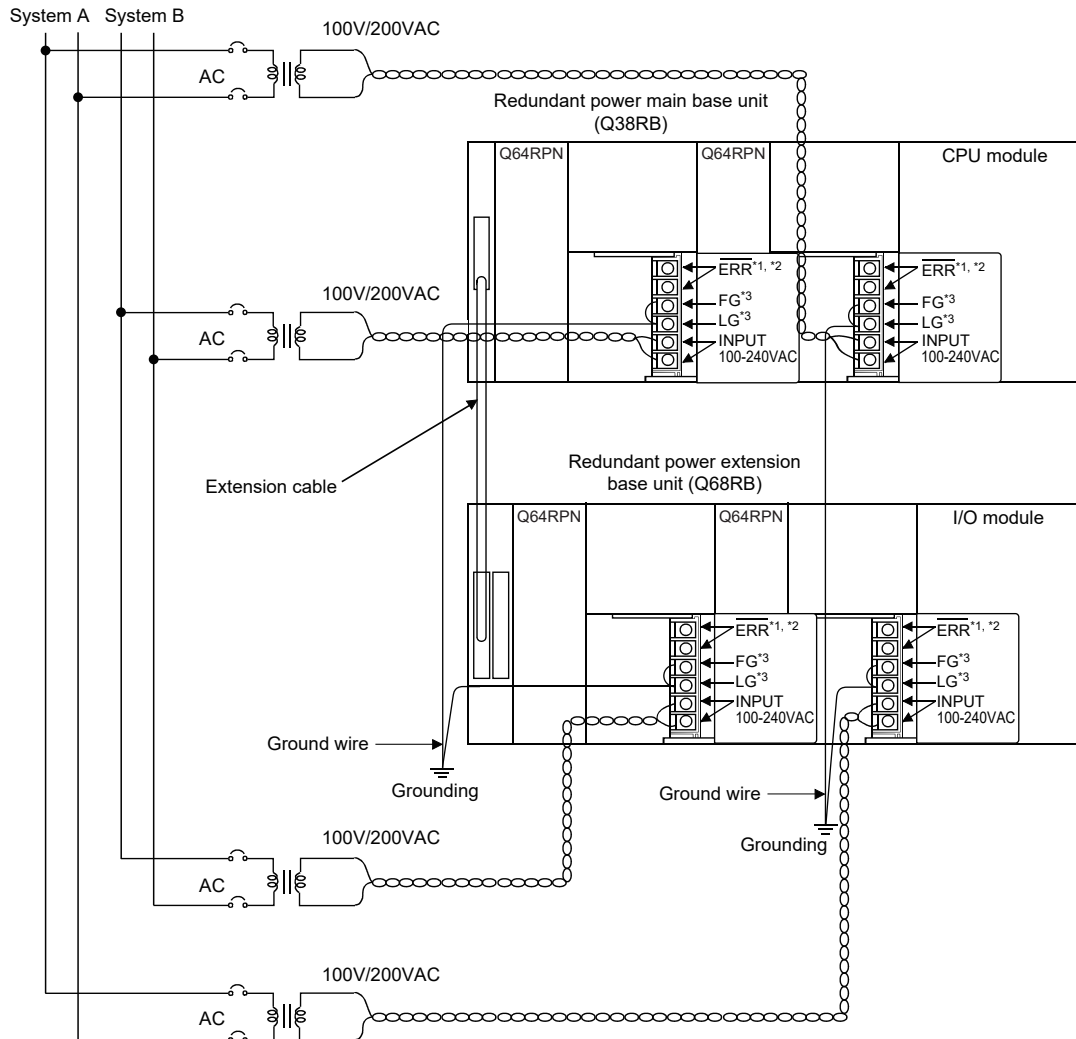 System A System B
100V/200VAC
AC
Redundant power main base unit
(Q38RB)
Q64RPN
Q64RPN
CPU module
ERR*1, *2
FG*3
LG*3
INPUT
100-240VAC
ERR*1, *2
FG*3
LG*3
INPUT
100-240VAC
100V/200VAC
AC
Extension cable
Redundant power extension
base unit (Q68RB)
Q64RPN
Q64RPN
I/O module
ERR*1, *2
FG*3
LG*3
INPUT
100-240VAC
ERR*1, *2
FG*3
LG*3
INPUT
100-240VAC
Ground wire
Grounding
Ground wire
Grounding
100V/200VAC
AC
100V/200VAC
AC